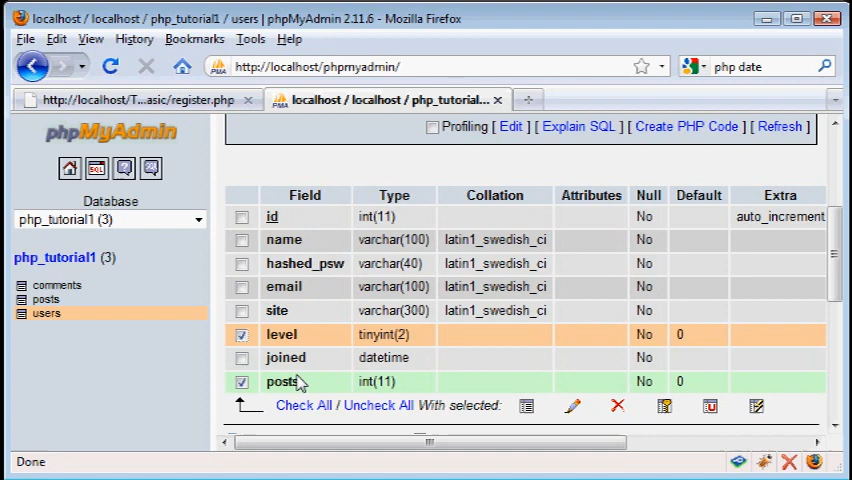 localhost / localhost / php_tutorial1 / users | phpMyAdmin 2.11.6 - Mozilla Firefox
File Edit View History Bookmarks Tools Help
http://localhost/phpmyadmin/ php date
http://localhost/T...asic/register.php localhost / localhost / php_tutorial...
phpMyAdmin
SQL
Database
php_tutorial1 (3)
php_tutorial1 (3)
comments
posts
users
Profiling [ Edit ] [ Explain SQL ] [ Create PHP Code ] [ Refresh ]
Field Type Collation Attributes Null Default Extra
id int(11) No auto_increment
name varchar(100) latin1_swedish_ci No
hashed_psw varchar(40) latin1_swedish_ci No
email varchar(100) latin1_swedish_ci No
site varchar(300) latin1_swedish_ci No
level tinyint(2) No 0
joined datetime No
posts int(11) No 0
Check All / Uncheck All With selected:
Done